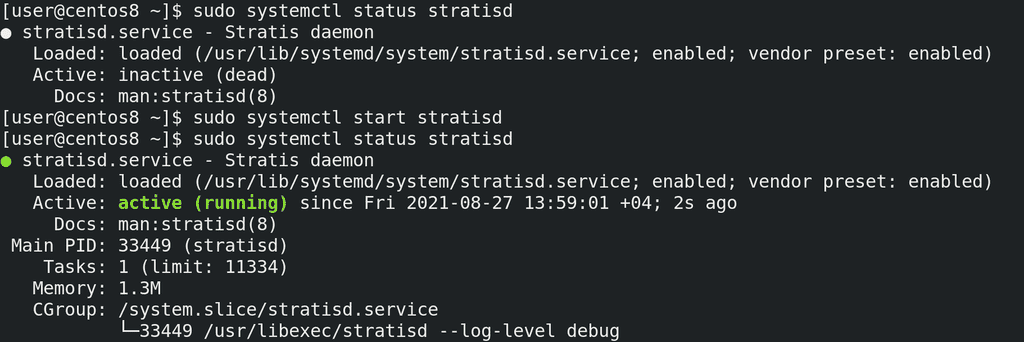 [user@centos8 ~]$ sudo systemctl status stratisd
● stratisd.service - Stratis daemon
   Loaded: loaded (/usr/lib/systemd/system/stratisd.service; enabled; vendor preset: enabled)
   Active: inactive (dead)
     Docs: man:stratisd(8)
[user@centos8 ~]$ sudo systemctl start stratisd
[user@centos8 ~]$ sudo systemctl status stratisd
● stratisd.service - Stratis daemon
   Loaded: loaded (/usr/lib/systemd/system/stratisd.service; enabled; vendor preset: enabled)
   Active: active (running) since Fri 2021-08-27 13:59:01 +04; 2s ago
     Docs: man:stratisd(8)
 Main PID: 33449 (stratisd)
    Tasks: 1 (limit: 11334)
   Memory: 1.3M
   CGroup: /system.slice/stratisd.service
           └─33449 /usr/libexec/stratisd --log-level debug